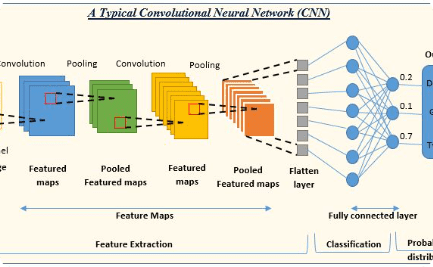 A Typical Convolutional Neural Network (CNN)
Convolution Pooling Convolution Pooling
0.2
0.1
0.7
Featured maps
Pooled Featured maps
Featured maps
Pooled Featured maps
Flatten layer
Feature Maps
Fully connected layer
Feature Extraction
Classification